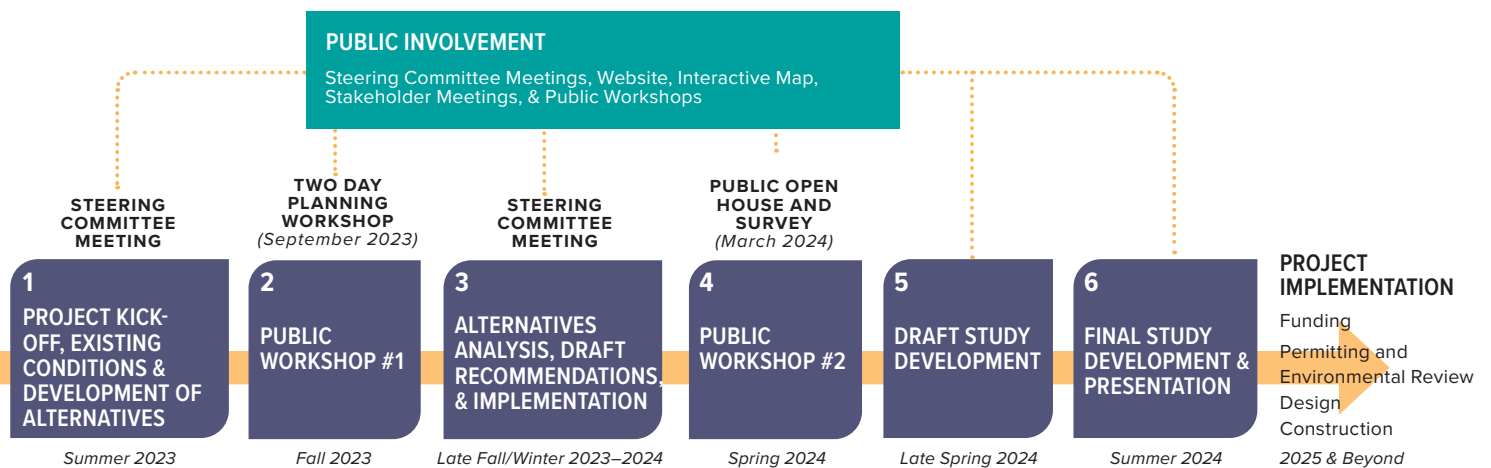 PUBLIC INVOLVEMENT
Steering Committee Meetings, Website, Interactive Map,
Stakeholder Meetings, & Public Workshops
STEERING
COMMITTEE
MEETING
1
PROJECT KICK-
OFF, EXISTING
CONDITIONS &
DEVELOPMENT OF
ALTERNATIVES
Summer 2023
TWO DAY
PLANNING
WORKSHOP
(September 2023)
2
PUBLIC
WORKSHOP #1
Fall 2023
STEERING
COMMITTEE
MEETING
3
ALTERNATIVES
ANALYSIS, DRAFT
RECOMMENDATIONS,
& IMPLEMENTATION
Late Fall/Winter 2023–2024
PUBLIC OPEN
HOUSE AND
SURVEY
(March 2024)
4
PUBLIC
WORKSHOP #2
Spring 2024
5
DRAFT STUDY
DEVELOPMENT
Late Spring 2024
6
FINAL STUDY
DEVELOPMENT &
PRESENTATION
Summer 2024
PROJECT
IMPLEMENTATION
Funding
Permitting and
Environmental Review
Design
Construction
2025 & Beyond